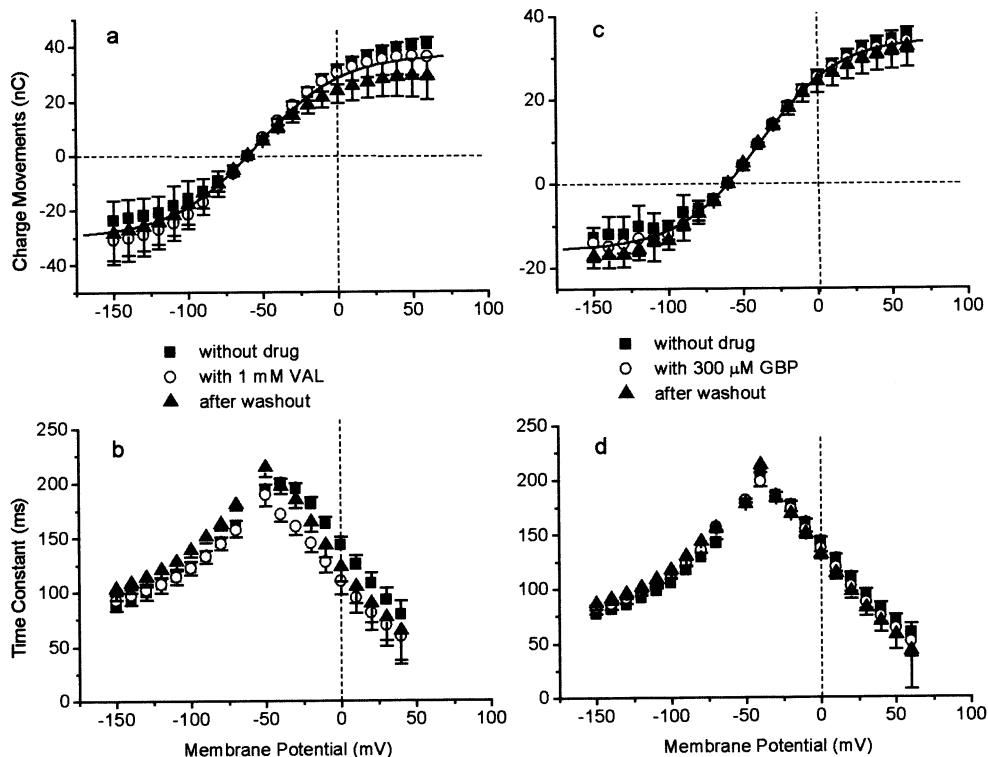 a
Charge Movements (nC)
40
20
0
-20
-40
-150 -100 -50 0 50 100
c
40
20
0
-20
-150 -100 -50 0 50 100
without drug
with 1 mM VAL
after washout
without drug
with 300 μM GBP
after washout
b
Time Constant (ms)
250
200
150
100
50
0
-150 -100 -50 0 50 100
Membrane Potential (mV)
d
250
200
150
100
50
0
-150 -100 -50 0 50 100
Membrane Potential (mV)